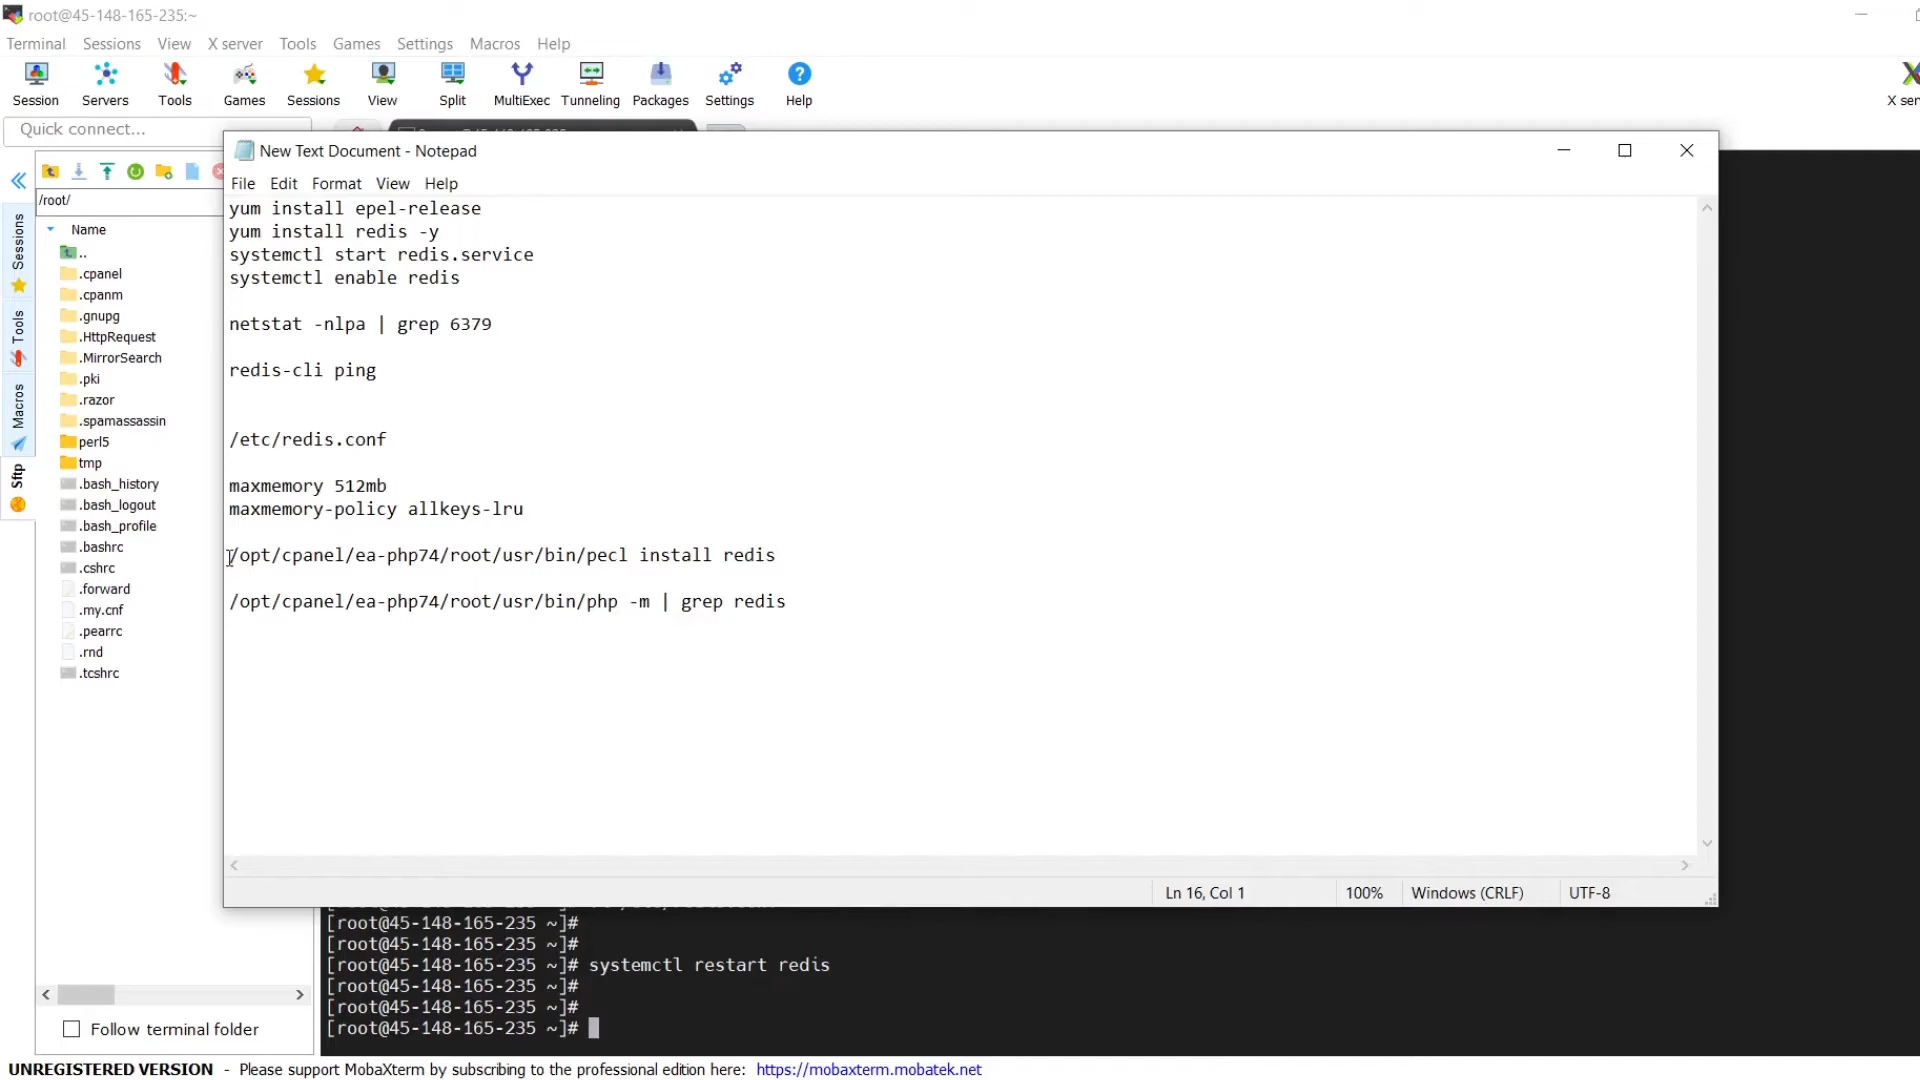 root@45-148-165-235:~
Terminal Sessions View X server Tools Games Settings Macros Help
Session Servers Tools Games Sessions View Split MultiExec Tunneling Packages Settings Help
Quick connect...
New Text Document - Notepad
File Edit Format View Help
/root/
Name
..
.cpanel
.cpanm
.gnupg
.HttpRequest
.MirrorSearch
.pki
.razor
.spamassassin
perl5
tmp
.bash_history
.bash_logout
.bash_profile
.bashrc
.cshrc
.forward
.my.cnf
.pearrc
.rnd
.tcshrc
Sessions
Tools
Macros
Sftp
yum install epel-release
yum install redis -y
systemctl start redis.service
systemctl enable redis
netstat -nlpa | grep 6379
redis-cli ping
/etc/redis.conf
maxmemory 512mb
maxmemory-policy allkeys-lru
/opt/cpanel/ea-php74/root/usr/bin/pecl install redis
/opt/cpanel/ea-php74/root/usr/bin/php -m | grep redis
Ln 16, Col 1 100% Windows (CRLF) UTF-8
[root@45-148-165-235 ~]#
[root@45-148-165-235 ~]#
[root@45-148-165-235 ~]# systemctl restart redis
[root@45-148-165-235 ~]#
[root@45-148-165-235 ~]#
[root@45-148-165-235 ~]#
Follow terminal folder
UNREGISTERED VERSION - Please support MobaXterm by subscribing to the professional edition here: https://mobaxterm.mobatek.net